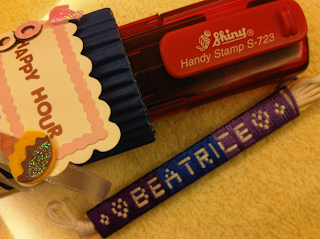 Shiny
Handy Stamp S-723
HAPPY HOUR
BEATRICE